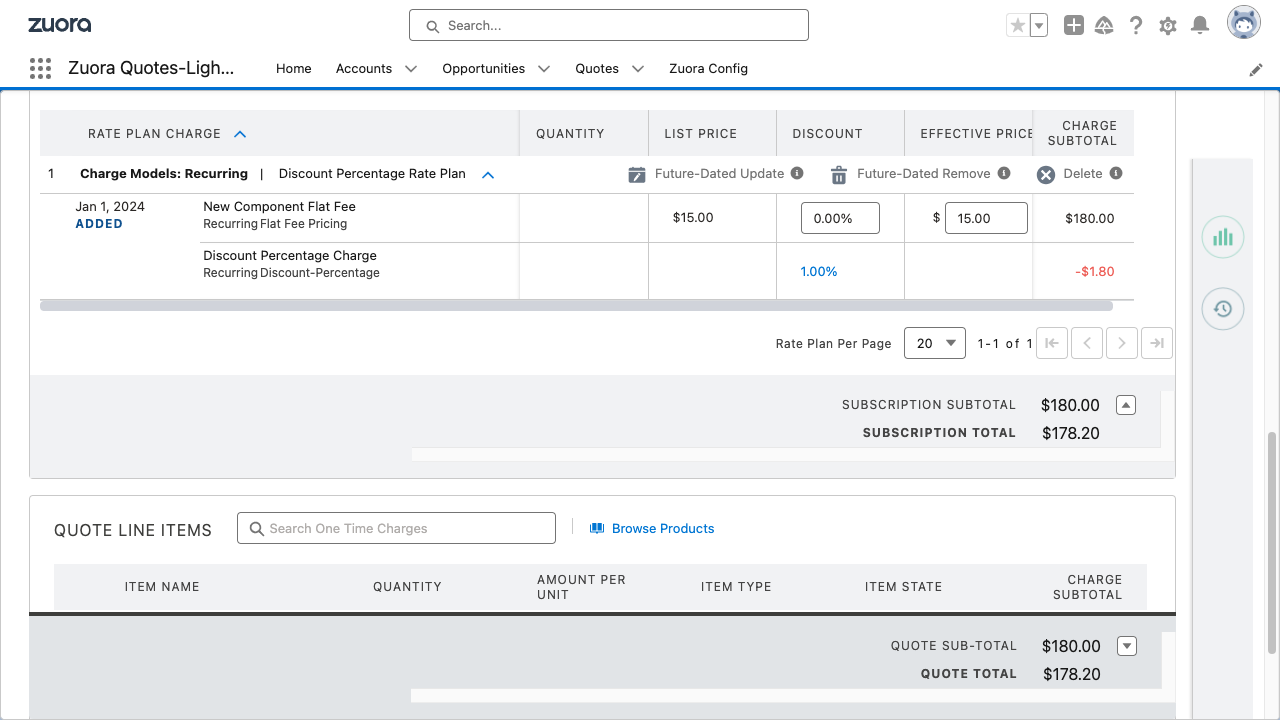 zuora
Search...
Zuora Quotes-Ligh...
Home
Accounts
Opportunities
Quotes
Zuora Config
RATE PLAN CHARGE
QUANTITY
LIST PRICE
DISCOUNT
EFFECTIVE PRICE
CHARGE
SUBTOTAL
1
Charge Models: Recurring | Discount Percentage Rate Plan
Future-Dated Update
Future-Dated Remove
Delete
Jan 1, 2024
ADDED
New Component Flat Fee
Recurring Flat Fee Pricing
$15.00
0.00%
$ 15.00
$180.00
Discount Percentage Charge
Recurring Discount-Percentage
1.00%
-$1.80
Rate Plan Per Page
20
1-1 of 1
SUBSCRIPTION SUBTOTAL $180.00
SUBSCRIPTION TOTAL $178.20
QUOTE LINE ITEMS
Search One Time Charges
Browse Products
ITEM NAME
QUANTITY
AMOUNT PER
UNIT
ITEM TYPE
ITEM STATE
CHARGE
SUBTOTAL
QUOTE SUB-TOTAL $180.00
QUOTE TOTAL $178.20